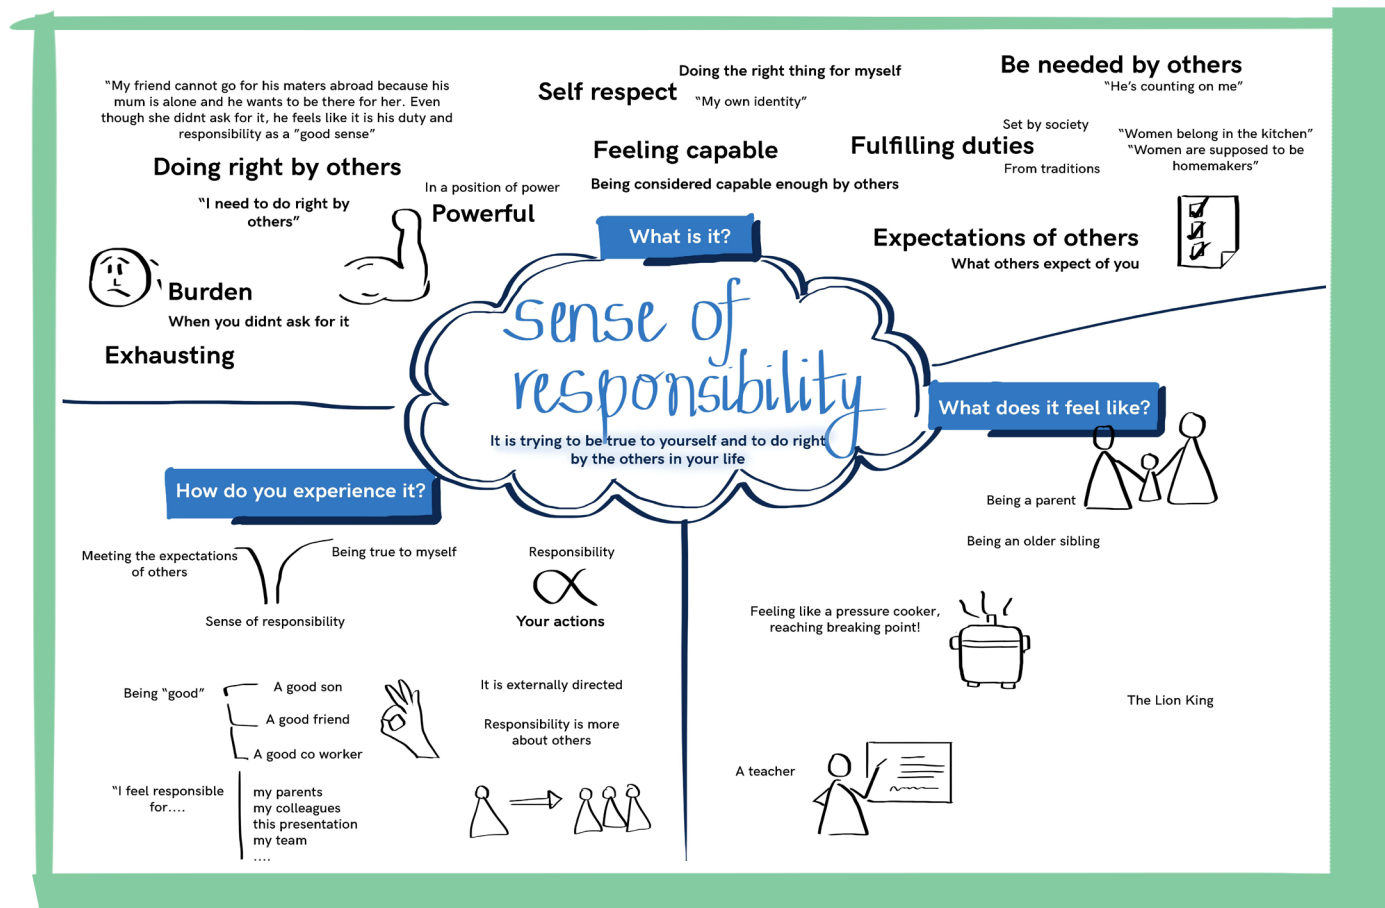 "My friend cannot go for his maters abroad because his
mum is alone and he wants to be there for her. Even
though she didnt ask for it, he feels like it is his duty and
responsibility as a "good sense"
Doing right by others
"I need to do right by
others"
In a position of power
Powerful
Burden
When you didnt ask for it
Exhausting
Self respect
Doing the right thing for myself
"My own identity"
Feeling capable
Being considered capable enough by others
Be needed by others
"He's counting on me"
Fulfilling duties
Set by society
From traditions
"Women belong in the kitchen"
"Women are supposed to be
homemakers"
Expectations of others
What others expect of you
What is it?
sense of
responsibility
It is trying to be true to yourself and to do right
by the others in your life
What does it feel like?
Being a parent
Being an older sibling
Feeling like a pressure cooker,
reaching breaking point!
The Lion King
A teacher
How do you experience it?
Meeting the expectations
of others
Being true to myself
Sense of responsibility
Responsibility
Your actions
Being "good"
A good son
A good friend
A good co worker
"I feel responsible
for....
my parents
my colleagues
this presentation
my team
....
It is externally directed
Responsibility is more
about others